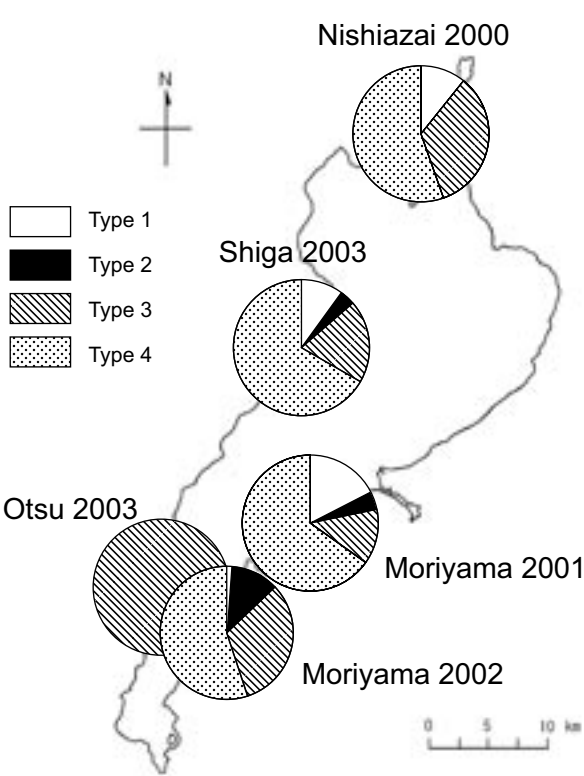 Nishiazai 2000
N
Type 1
Type 2
Type 3
Type 4
Shiga 2003
Otsu 2003
Moriyama 2001
Moriyama 2002
0 5 10 km